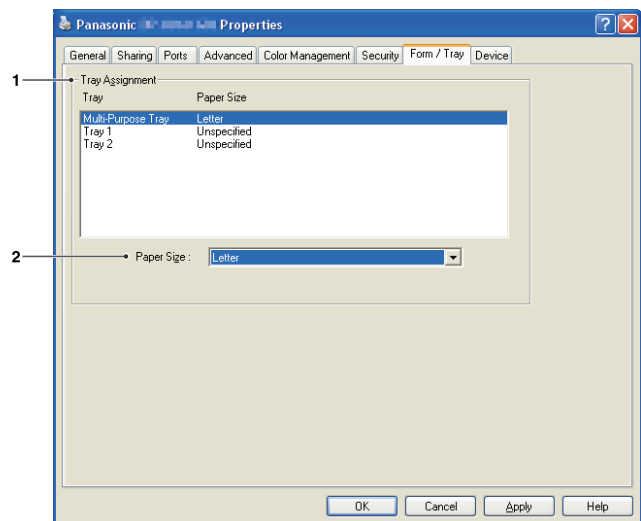 Panasonic Properties
General Sharing Ports Advanced Color Management Security Form / Tray Device
1
Tray Assignment
Tray Paper Size
Multi-Purpose Tray Letter
Tray 1 Unspecified
Tray 2 Unspecified
2
Paper Size : Letter
OK Cancel Apply Help